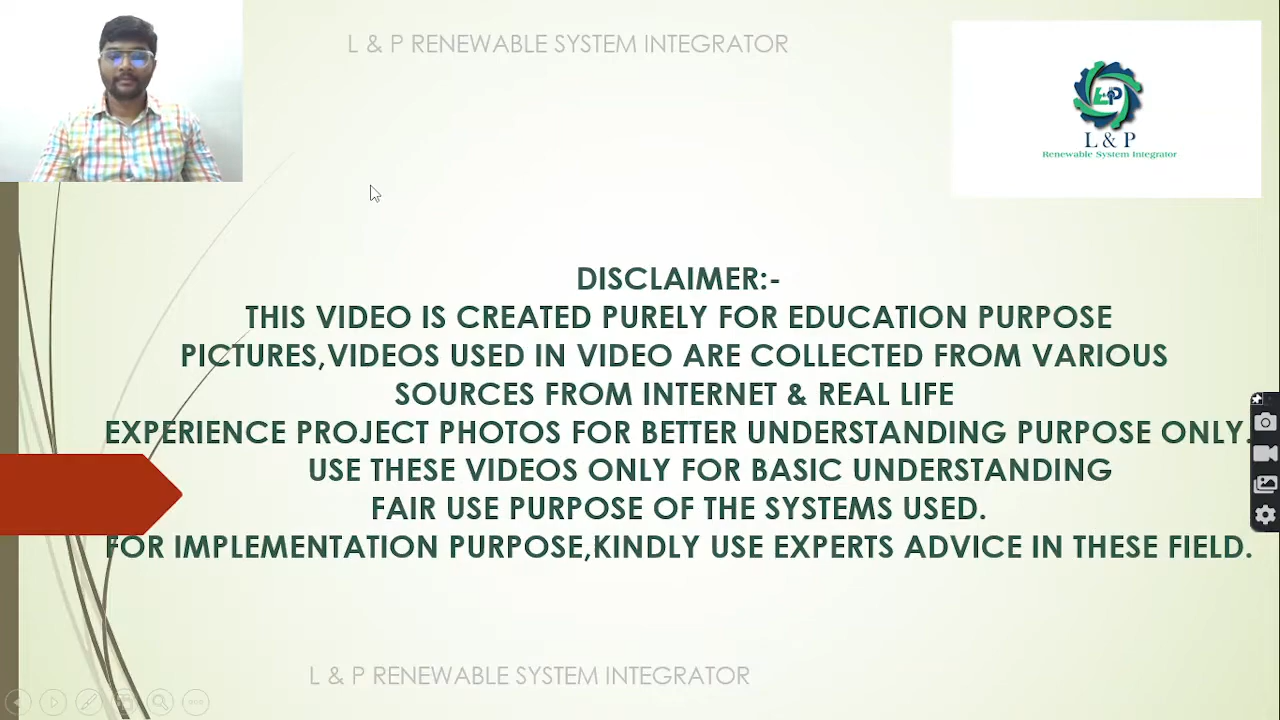 L & P RENEWABLE SYSTEM INTEGRATOR
L&P
L & P
Renewable System Integrator
DISCLAIMER:-
THIS VIDEO IS CREATED PURELY FOR EDUCATION PURPOSE
PICTURES,VIDEOS USED IN VIDEO ARE COLLECTED FROM VARIOUS
SOURCES FROM INTERNET & REAL LIFE
EXPERIENCE PROJECT PHOTOS FOR BETTER UNDERSTANDING PURPOSE ONLY.
USE THESE VIDEOS ONLY FOR BASIC UNDERSTANDING
FAIR USE PURPOSE OF THE SYSTEMS USED.
FOR IMPLEMENTATION PURPOSE,KINDLY USE EXPERTS ADVICE IN THESE FIELD.
L & P RENEWABLE SYSTEM INTEGRATOR